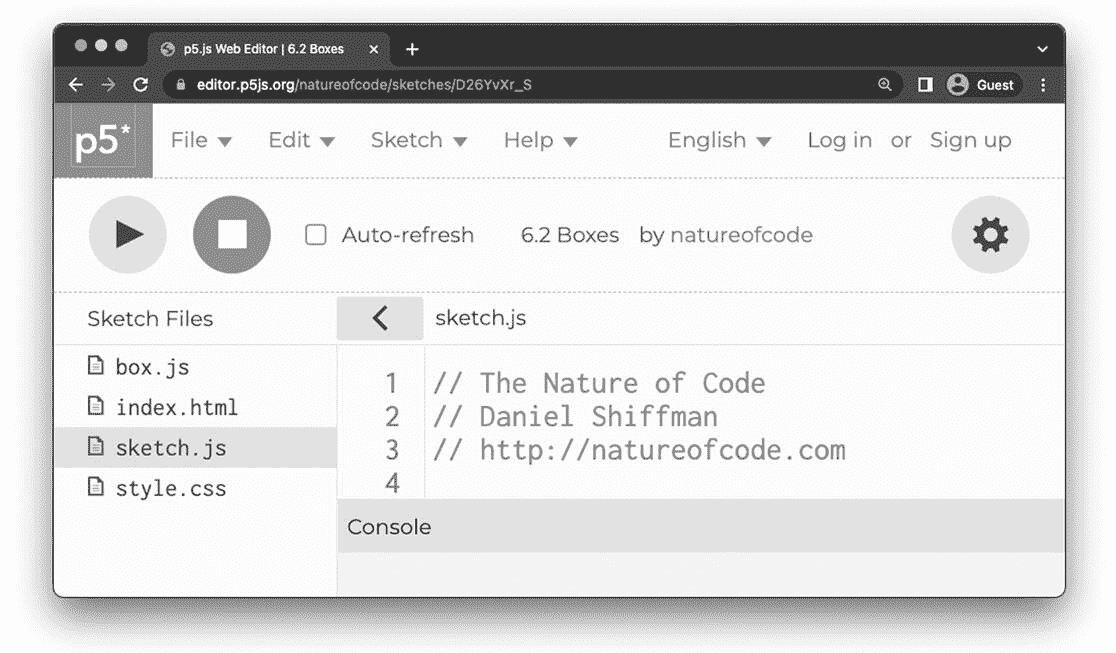 p5.js Web Editor | 6.2 Boxes
editor.p5js.org/natureofcode/sketches/D26YvXr_S
Guest
p5* File Edit Sketch Help English Log in or Sign up
Auto-refresh 6.2 Boxes by natureofcode
Sketch Files
sketch.js
box.js
index.html
sketch.js
style.css
1 // The Nature of Code
2 // Daniel Shiffman
3 // http://natureofcode.com
4
Console